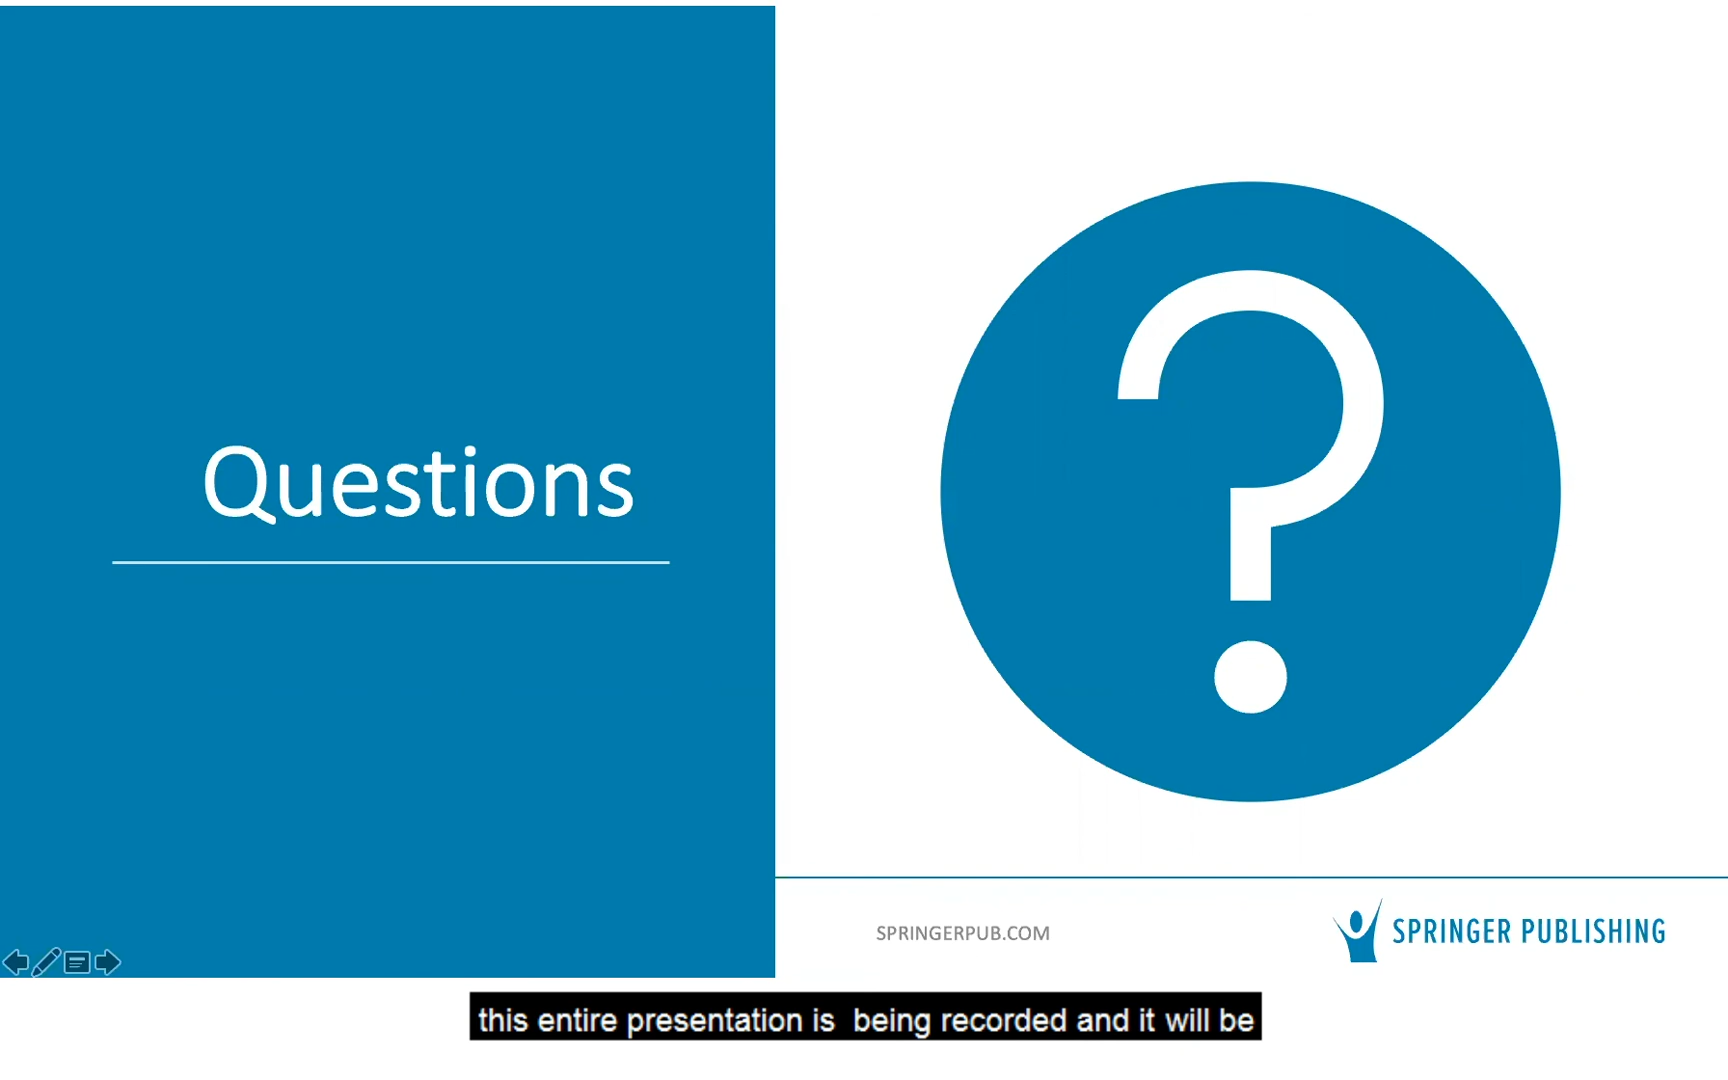 Questions
SPRINGERPUB.COM
SPRINGER PUBLISHING
this entire presentation is being recorded and it will be